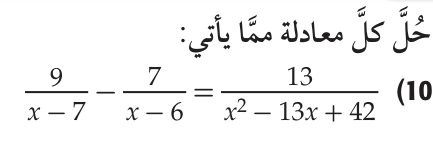 حُلَّ كلَّ معادلة ممَّا يأتي:
(10 9/(x − 7) − 7/(x − 6) = 13/(x² − 13x + 42)